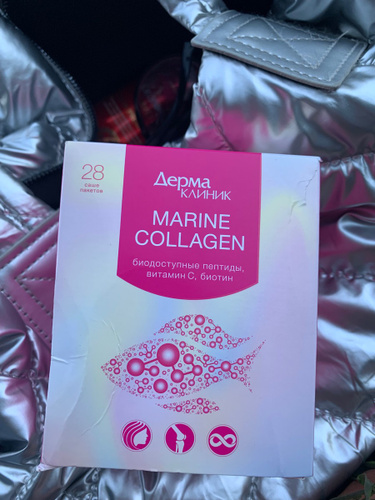 28
саше
пакетов
Дерма
КЛИНИК
MARINE
COLLAGEN
биодоступные пептиды,
витамин С, биотин